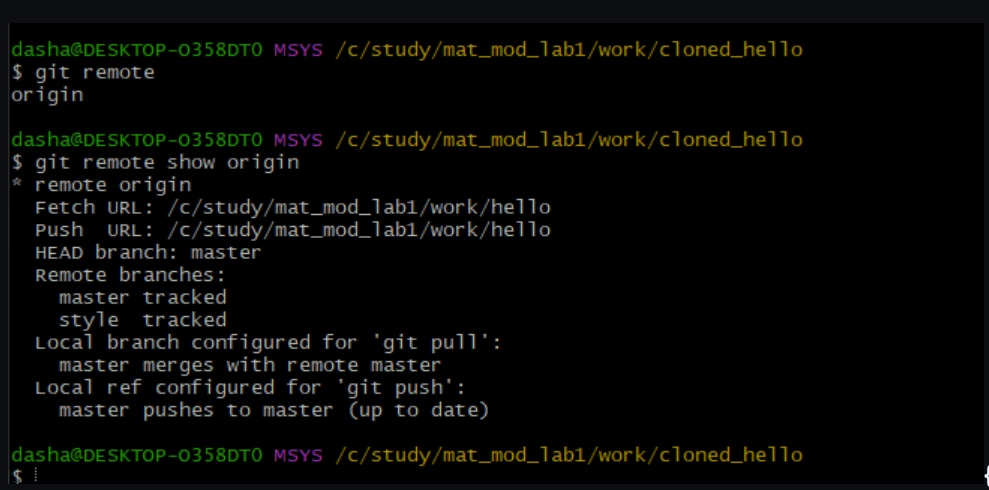 dasha@DESKTOP-O358DT0 MSYS /c/study/mat_mod_lab1/work/cloned_hello
$ git remote
origin
dasha@DESKTOP-O358DT0 MSYS /c/study/mat_mod_lab1/work/cloned_hello
$ git remote show origin
* remote origin
  Fetch URL: /c/study/mat_mod_lab1/work/hello
  Push  URL: /c/study/mat_mod_lab1/work/hello
  HEAD branch: master
  Remote branches:
    master tracked
    style  tracked
  Local branch configured for 'git pull':
    master merges with remote master
  Local ref configured for 'git push':
    master pushes to master (up to date)
dasha@DESKTOP-O358DT0 MSYS /c/study/mat_mod_lab1/work/cloned_hello
$